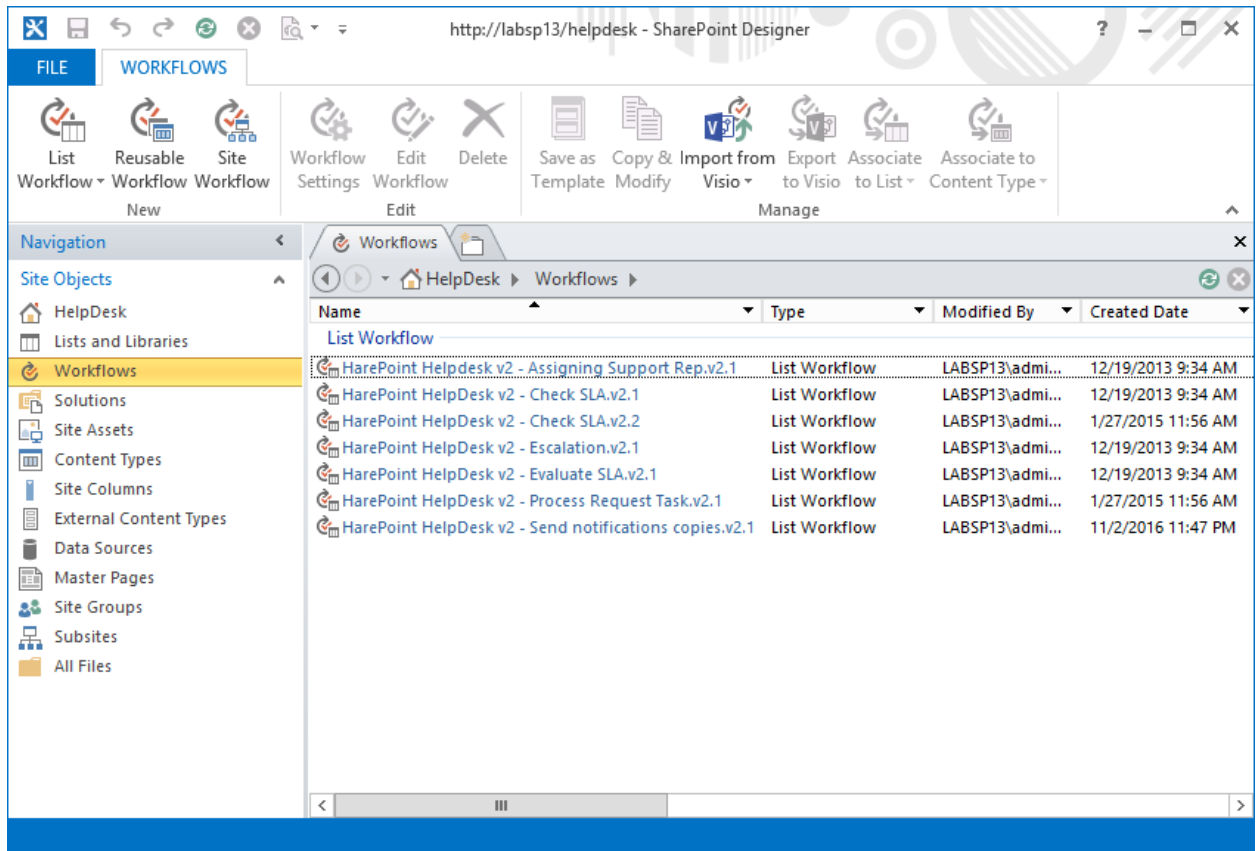 http://labsp13/helpdesk - SharePoint Designer
?
FILE WORKFLOWS
List Workflow
Reusable Workflow
Site Workflow
New
Workflow Settings
Edit Workflow
Delete
Edit
Save as Template
Copy & Modify
Import from Visio
Export to Visio
Associate to List
Associate to Content Type
Manage
Navigation
Site Objects
HelpDesk
Lists and Libraries
Workflows
Solutions
Site Assets
Content Types
Site Columns
External Content Types
Data Sources
Master Pages
Site Groups
Subsites
All Files
Workflows
HelpDesk Workflows
Name Type Modified By Created Date
List Workflow
HarePoint Helpdesk v2 - Assigning Support Rep.v2.1 List Workflow LABSP13\admi... 12/19/2013 9:34 AM
HarePoint HelpDesk v2 - Check SLA.v2.1 List Workflow LABSP13\admi... 12/19/2013 9:34 AM
HarePoint HelpDesk v2 - Check SLA.v2.2 List Workflow LABSP13\admi... 1/27/2015 11:56 AM
HarePoint HelpDesk v2 - Escalation.v2.1 List Workflow LABSP13\admi... 12/19/2013 9:34 AM
HarePoint HelpDesk v2 - Evaluate SLA.v2.1 List Workflow LABSP13\admi... 12/19/2013 9:34 AM
HarePoint HelpDesk v2 - Process Request Task.v2.1 List Workflow LABSP13\admi... 1/27/2015 11:56 AM
HarePoint HelpDesk v2 - Send notifications copies.v2.1 List Workflow LABSP13\admi... 11/2/2016 11:47 PM